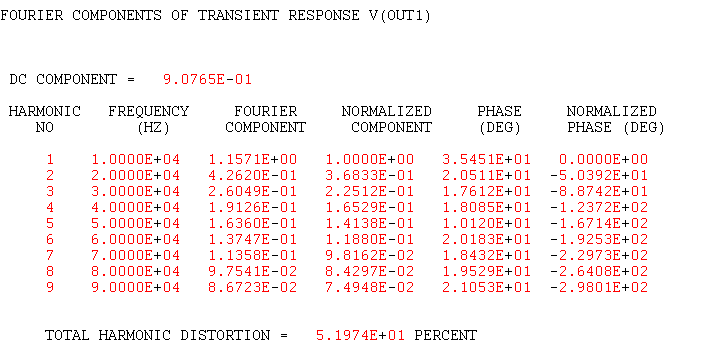 FOURIER COMPONENTS OF TRANSIENT RESPONSE V(OUT1)
DC COMPONENT = 9.0765E-01
HARMONIC FREQUENCY FOURIER NORMALIZED PHASE NORMALIZED
NO (HZ) COMPONENT COMPONENT (DEG) PHASE (DEG)
1 1.0000E+04 1.1571E+00 1.0000E+00 3.5451E+01 0.0000E+00
2 2.0000E+04 4.2620E-01 3.6833E-01 2.0511E+01 -5.0392E+01
3 3.0000E+04 2.6049E-01 2.2512E-01 1.7612E+01 -8.8742E+01
4 4.0000E+04 1.9126E-01 1.6529E-01 1.8085E+01 -1.2372E+02
5 5.0000E+04 1.6360E-01 1.4138E-01 1.0120E+01 -1.6714E+02
6 6.0000E+04 1.3747E-01 1.1880E-01 2.0183E+01 -1.9253E+02
7 7.0000E+04 1.1358E-01 9.8162E-02 1.8432E+01 -2.2973E+02
8 8.0000E+04 9.7541E-02 8.4297E-02 1.9529E+01 -2.6408E+02
9 9.0000E+04 8.6723E-02 7.4948E-02 2.1053E+01 -2.9801E+02
TOTAL HARMONIC DISTORTION = 5.1974E+01 PERCENT